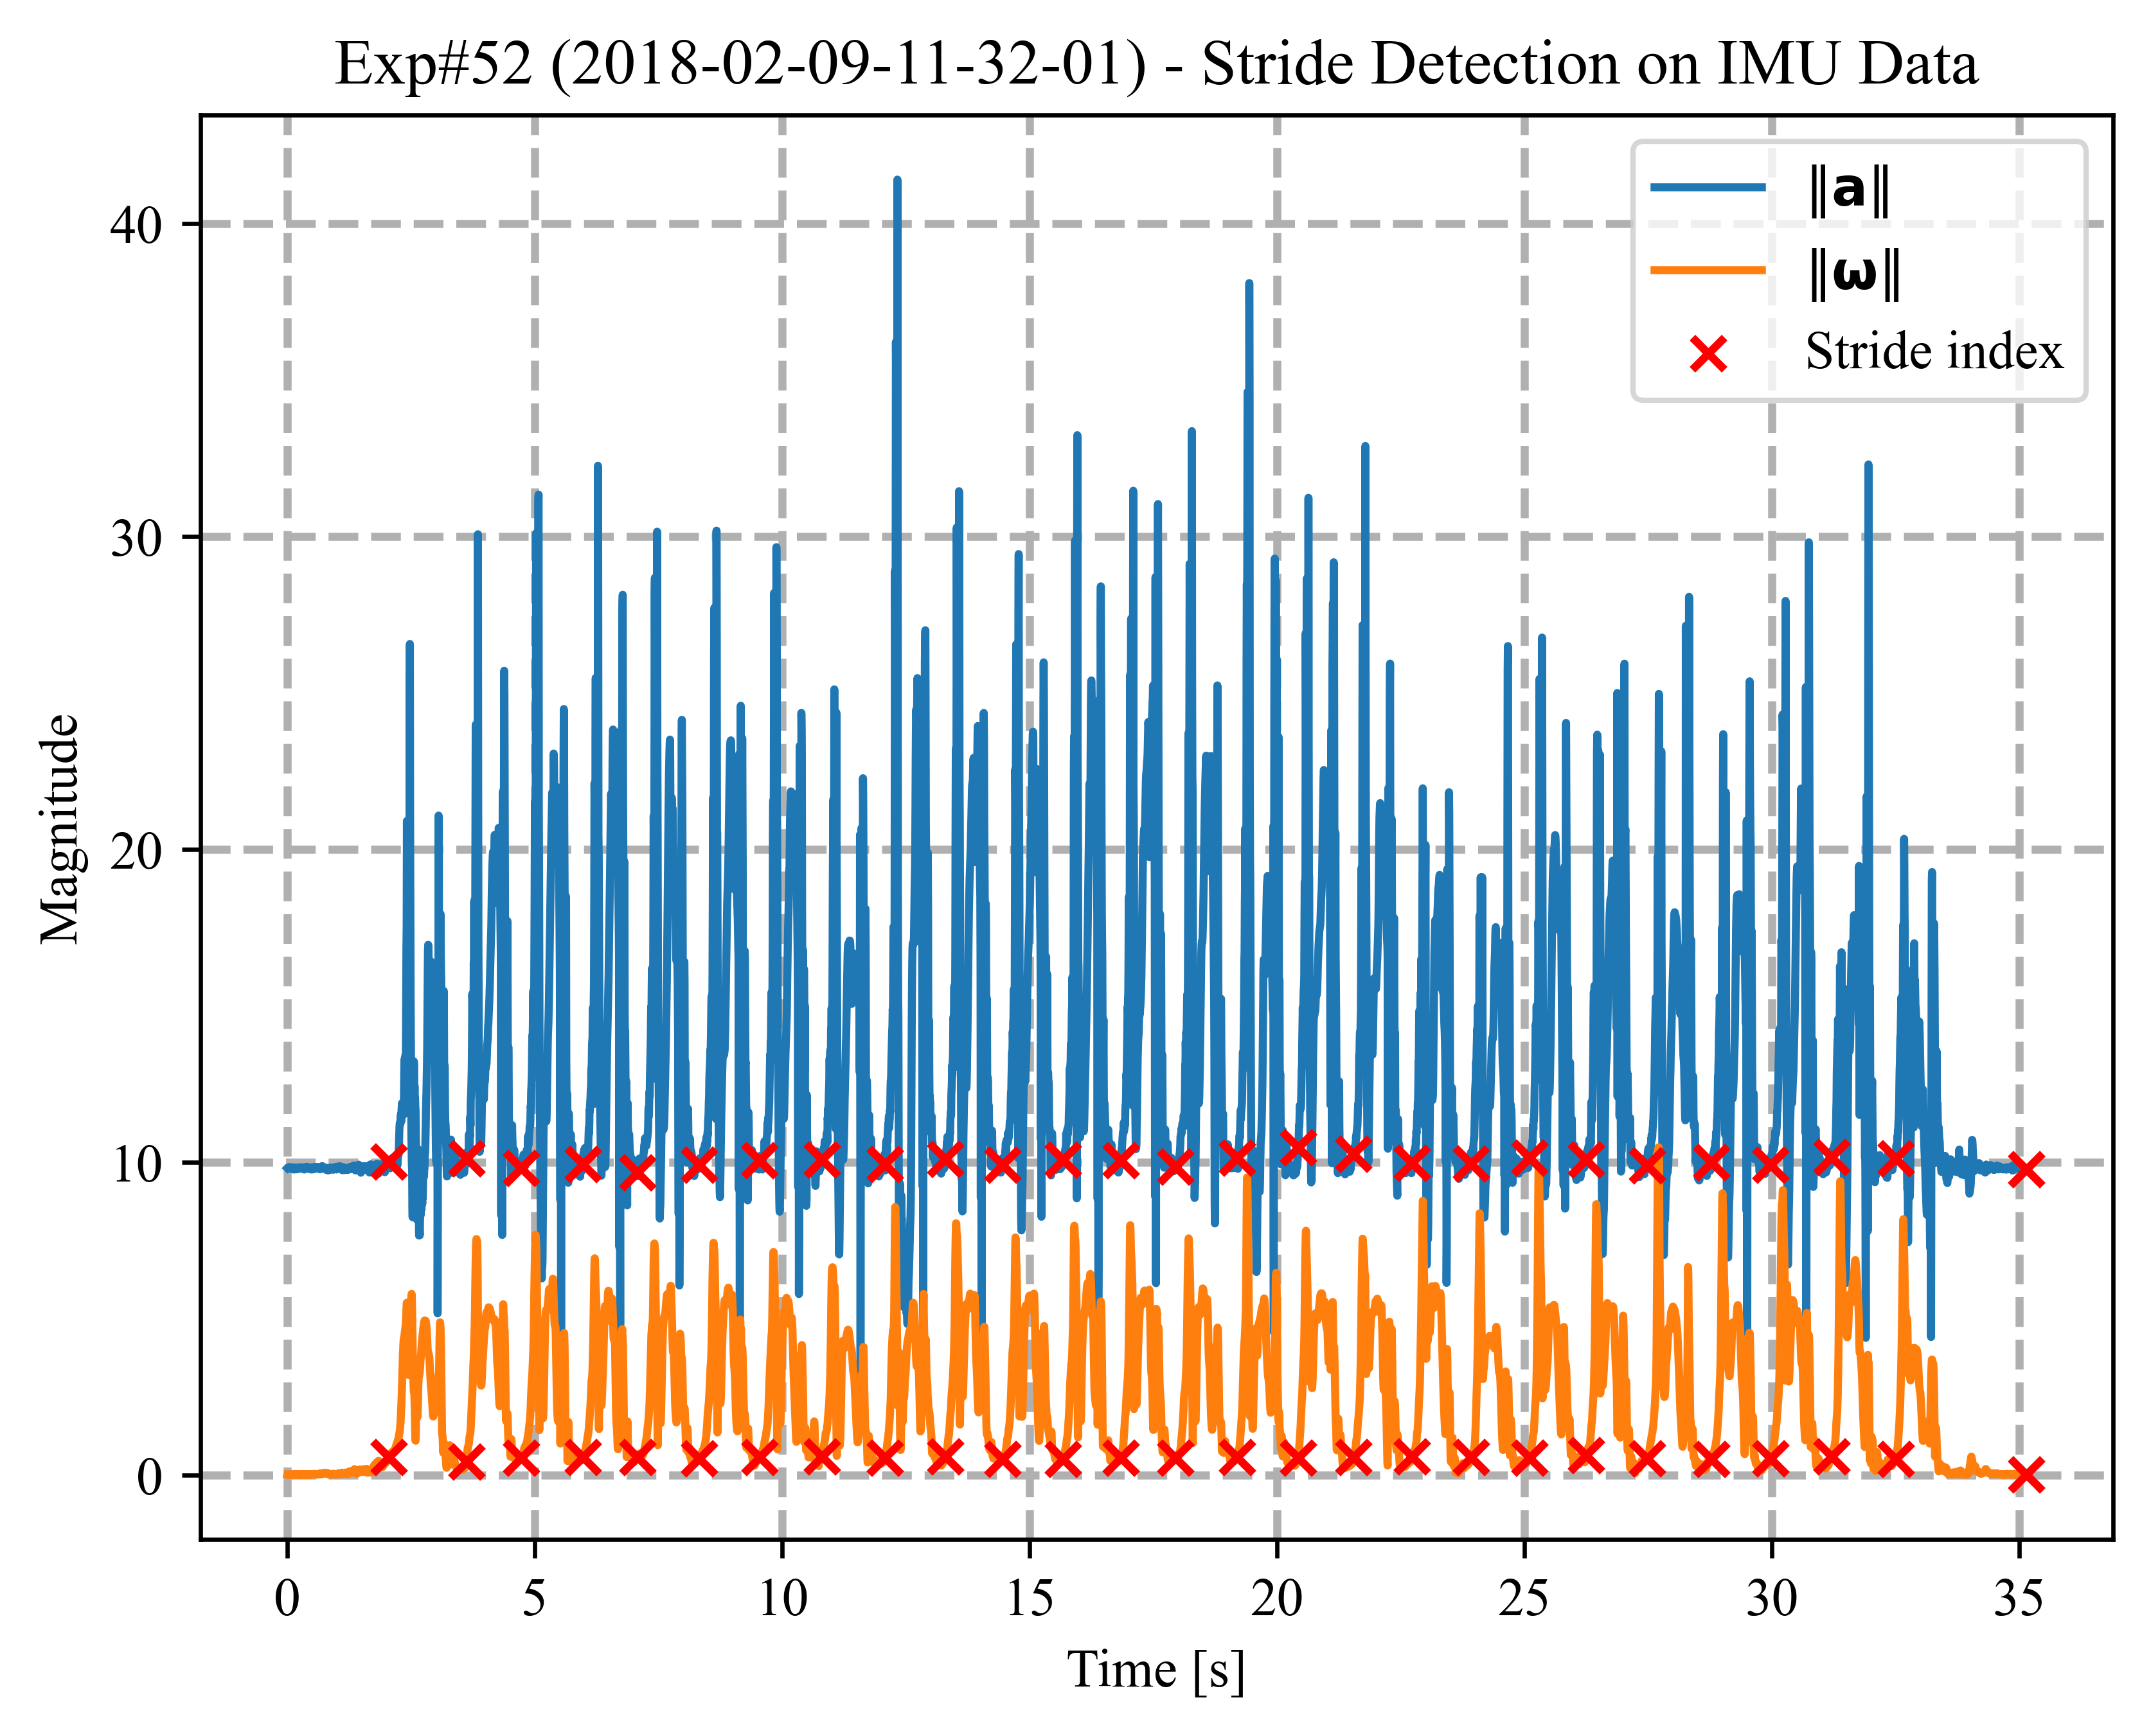 Exp#52 (2018-02-09-11-32-01) - Stride Detection on IMU Data
‖a‖
‖ω‖
Stride index
40
30
20
10
0
Magnitude
0 5 10 15 20 25 30 35
Time [s]